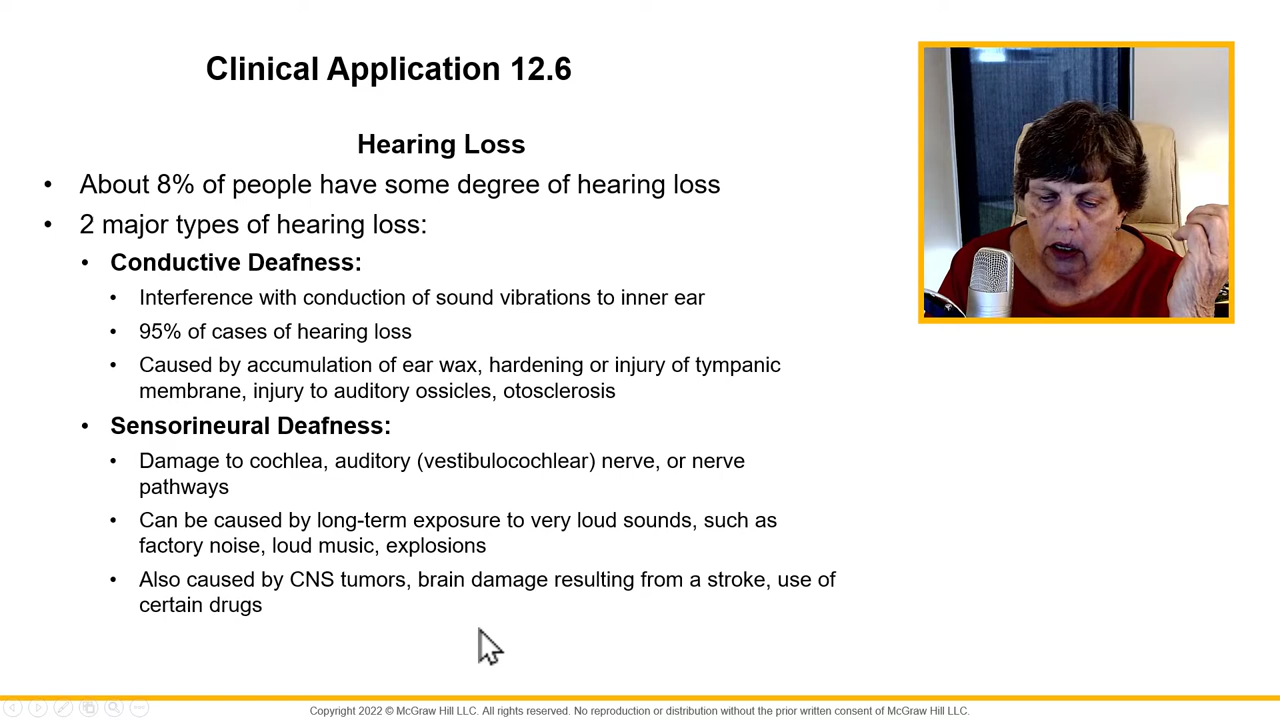 Clinical Application 12.6
Hearing Loss
• About 8% of people have some degree of hearing loss
• 2 major types of hearing loss:
• Conductive Deafness:
• Interference with conduction of sound vibrations to inner ear
• 95% of cases of hearing loss
• Caused by accumulation of ear wax, hardening or injury of tympanic
membrane, injury to auditory ossicles, otosclerosis
• Sensorineural Deafness:
• Damage to cochlea, auditory (vestibulocochlear) nerve, or nerve
pathways
• Can be caused by long-term exposure to very loud sounds, such as
factory noise, loud music, explosions
• Also caused by CNS tumors, brain damage resulting from a stroke, use of
certain drugs
Copyright 2022 © McGraw Hill LLC. All rights reserved. No reproduction or distribution without the prior written consent of McGraw Hill LLC.